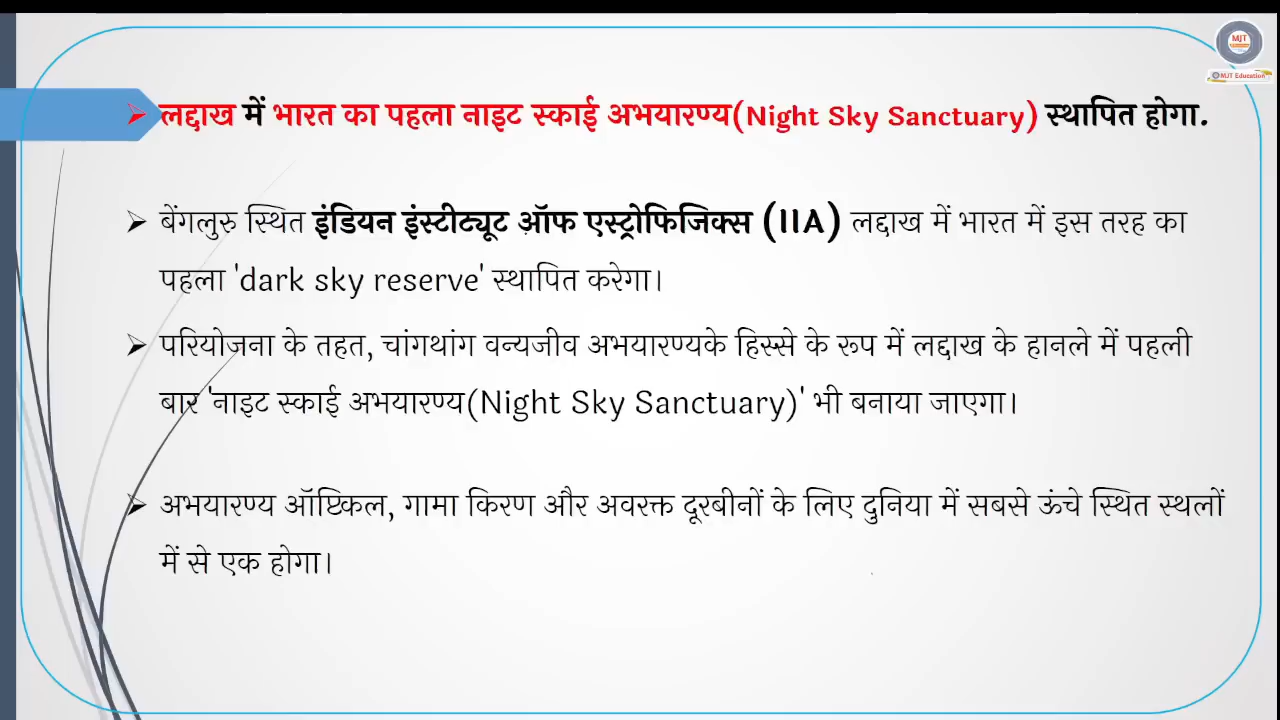 MJT
MJT Education
➢ लद्दाख में भारत का पहला नाइट स्काई अभयारण्य(Night Sky Sanctuary) स्थापित होगा.
➢ बेंगलुरु स्थित इंडियन इंस्टीट्यूट ऑफ एस्ट्रोफिजिक्स (IIA) लद्दाख में भारत में इस तरह का
पहला 'dark sky reserve' स्थापित करेगा।
➢ परियोजना के तहत, चांगथांग वन्यजीव अभयारण्यके हिस्से के रूप में लद्दाख के हानले में पहली
बार 'नाइट स्काई अभयारण्य(Night Sky Sanctuary)' भी बनाया जाएगा।
➢ अभयारण्य ऑप्टिकल, गामा किरण और अवरक्त दूरबीनों के लिए दुनिया में सबसे ऊंचे स्थित स्थलों
में से एक होगा।